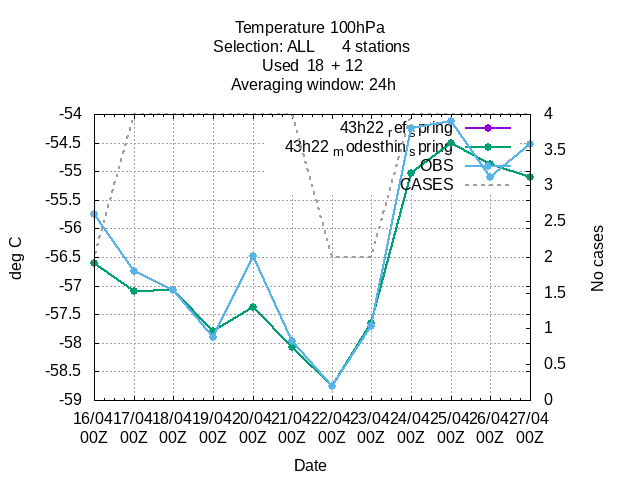 Temperature 100hPa
Selection: ALL 4 stations
Used 18 + 12
Averaging window: 24h
43h22 refspring
43h22 modesthinspring
OBS
CASES
-54
-54.5
-55
-55.5
-56
-56.5
-57
-57.5
-58
-58.5
-59
deg C
4
3.5
3
2.5
2
1.5
1
0.5
0
No cases
16/04 17/04 18/04 19/04 20/04 21/04 22/04 23/04 24/04 25/04 26/04 27/04
00Z 00Z 00Z 00Z 00Z 00Z 00Z 00Z 00Z 00Z 00Z 00Z
Date